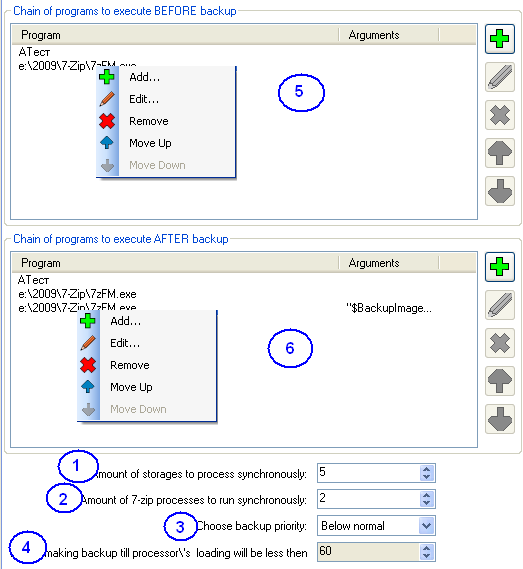 Chain of programs to execute BEFORE backup
Program Arguments
АТест
e:\2009\7-Zip\7zFM.exe
Add...
Edit...
Remove
Move Up
Move Down
5
Chain of programs to execute AFTER backup
Program Arguments
АТест
e:\2009\7-Zip\7zFM.exe
e:\2009\7-Zip\7zFM.exe "$BackupImage...
Add...
Edit...
Remove
Move Up
Move Down
6
1 Amount of storages to process synchronously: 5
2 Amount of 7-zip processes to run synchronously: 2
3 Choose backup priority: Below normal
4 making backup till processor\'s loading will be less then 60